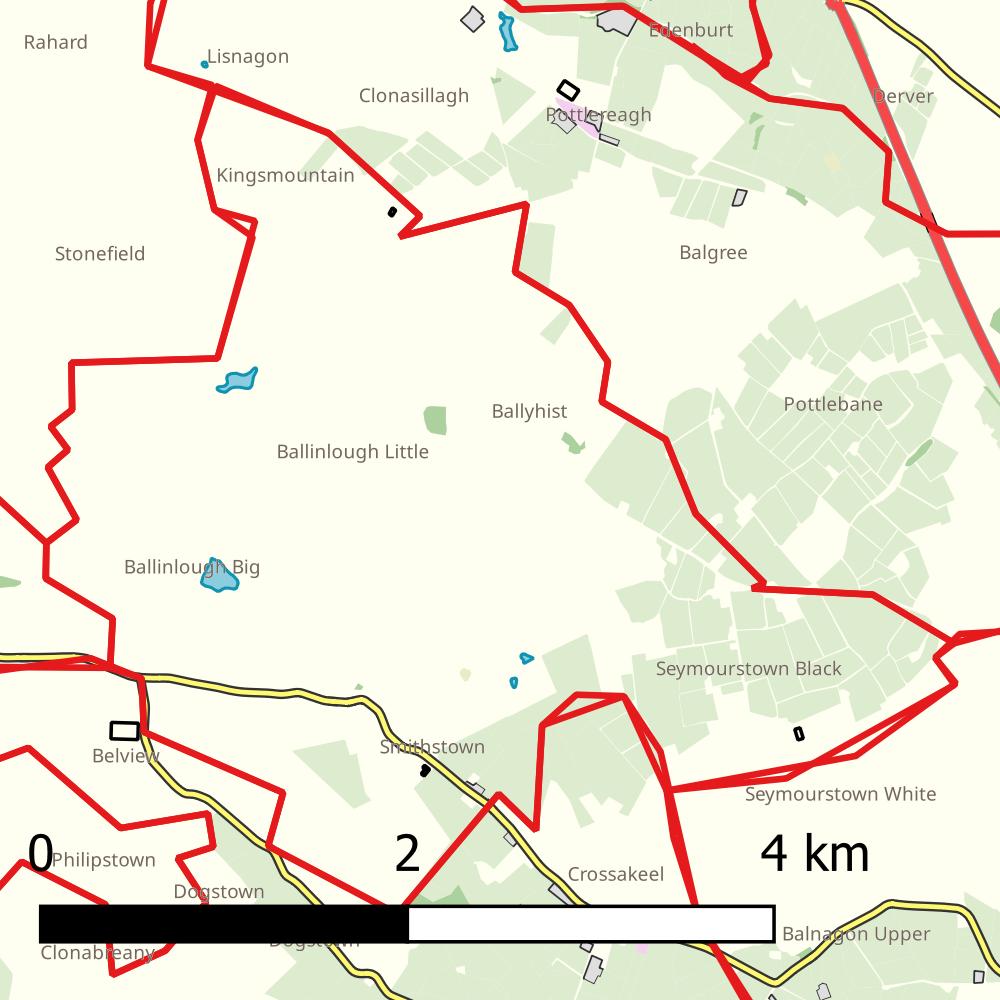 Edenburt
Rahard
Lisnagon
Clonasillagh
Derver
Pottlereagh
Kingsmountain
Stonefield
Balgree
Pottlebane
Ballyhist
Ballinlough Little
Ballinlough Big
Seymourstown Black
Smithstown
Belview
Seymourstown White
0 2 4 km
Philipstown
Crossakeel
Dogstown
Balnagon Upper
Dogstown
Clonabreany